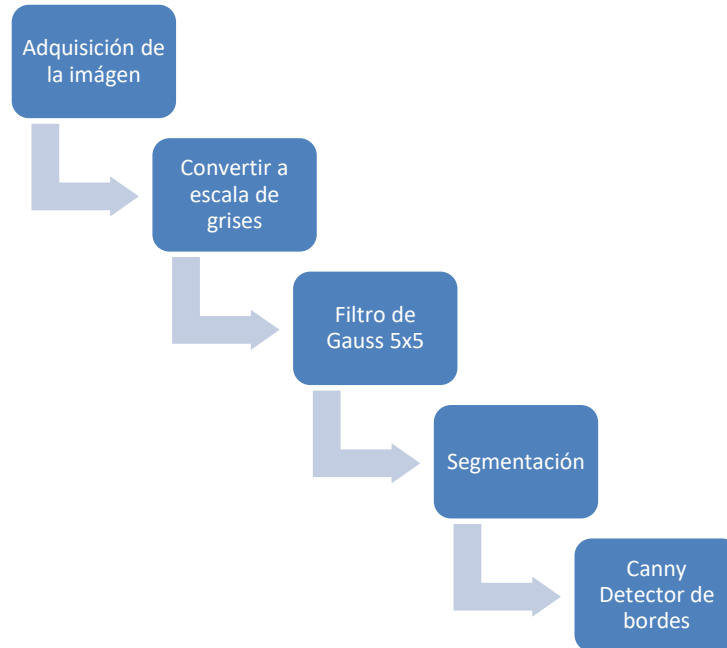 Adquisición de
la imágen
Convertir a
escala de
grises
Filtro de
Gauss 5x5
Segmentación
Canny
Detector de
bordes